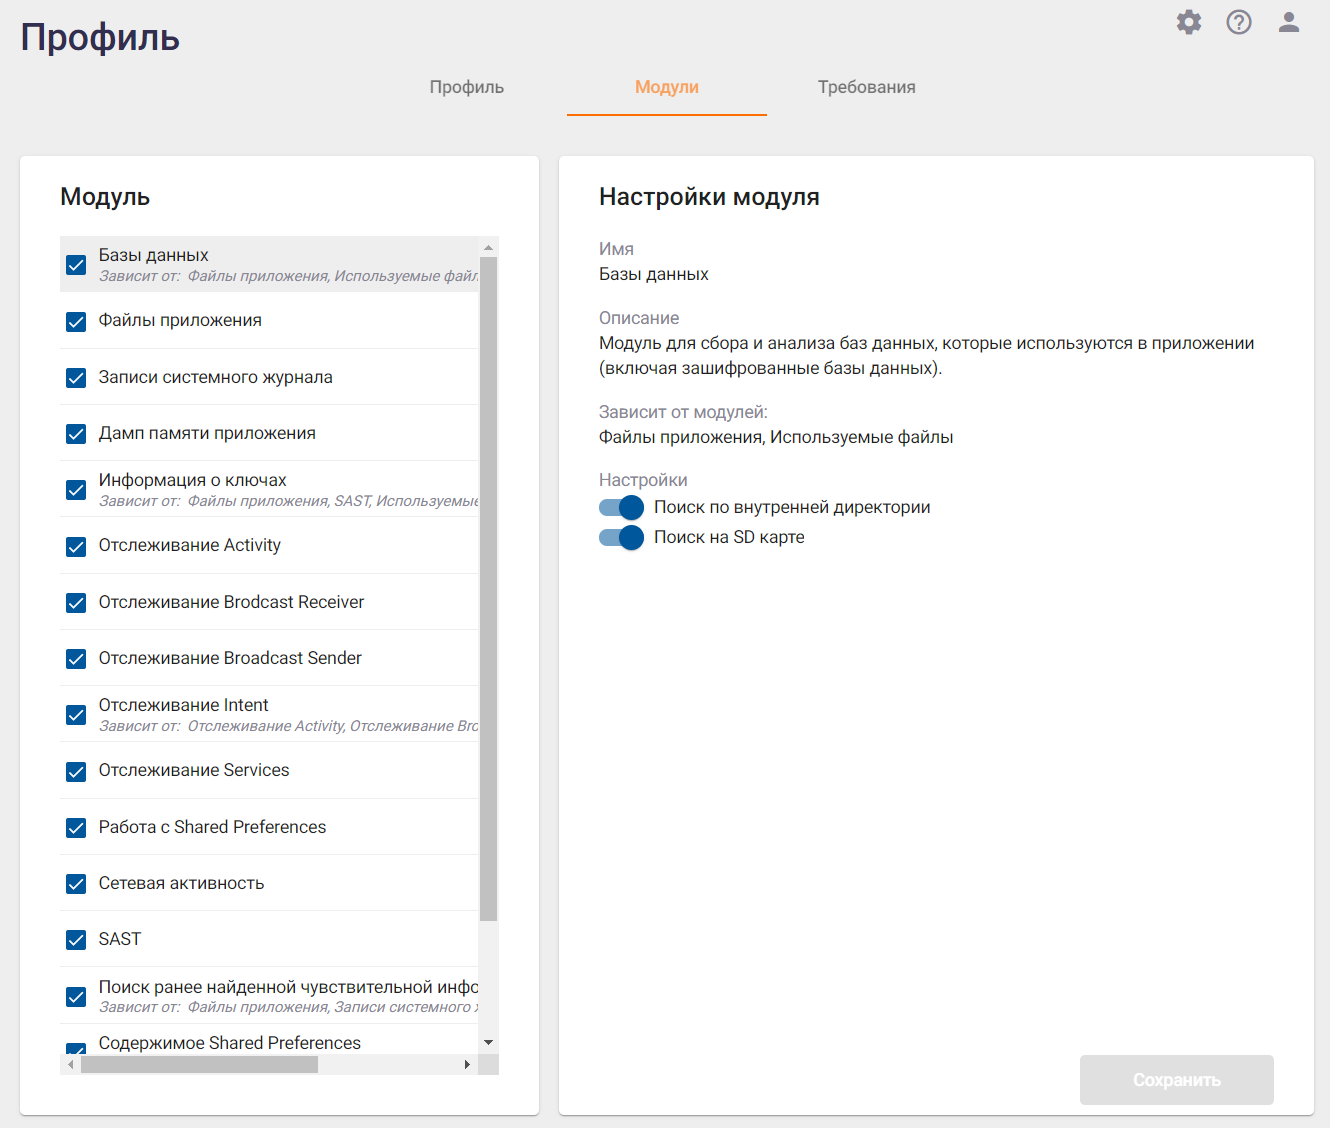 Профиль
Профиль
Модули
Требования
Модуль
Базы данных
Зависит от: Файлы приложения, Используемые фай
Файлы приложения
Записи системного журнала
Дамп памяти приложения
Информация о ключах
Зависит от: Файлы приложения, SAST, Используемые
Отслеживание Activity
Отслеживание Brodcast Receiver
Отслеживание Broadcast Sender
Отслеживание Intent
Зависит от: Отслеживание Activity, Отслеживание Bro
Отслеживание Services
Работа с Shared Preferences
Сетевая активность
SAST
Поиск ранее найденной чувствительной инфо
Зависит от: Файлы приложения, Записи системного
Содержимое Shared Preferences
Настройки модуля
Имя
Базы данных
Описание
Модуль для сбора и анализа баз данных, которые используются в приложении
(включая зашифрованные базы данных).
Зависит от модулей:
Файлы приложения, Используемые файлы
Настройки
Поиск по внутренней директории
Поиск на SD карте
Сохранить